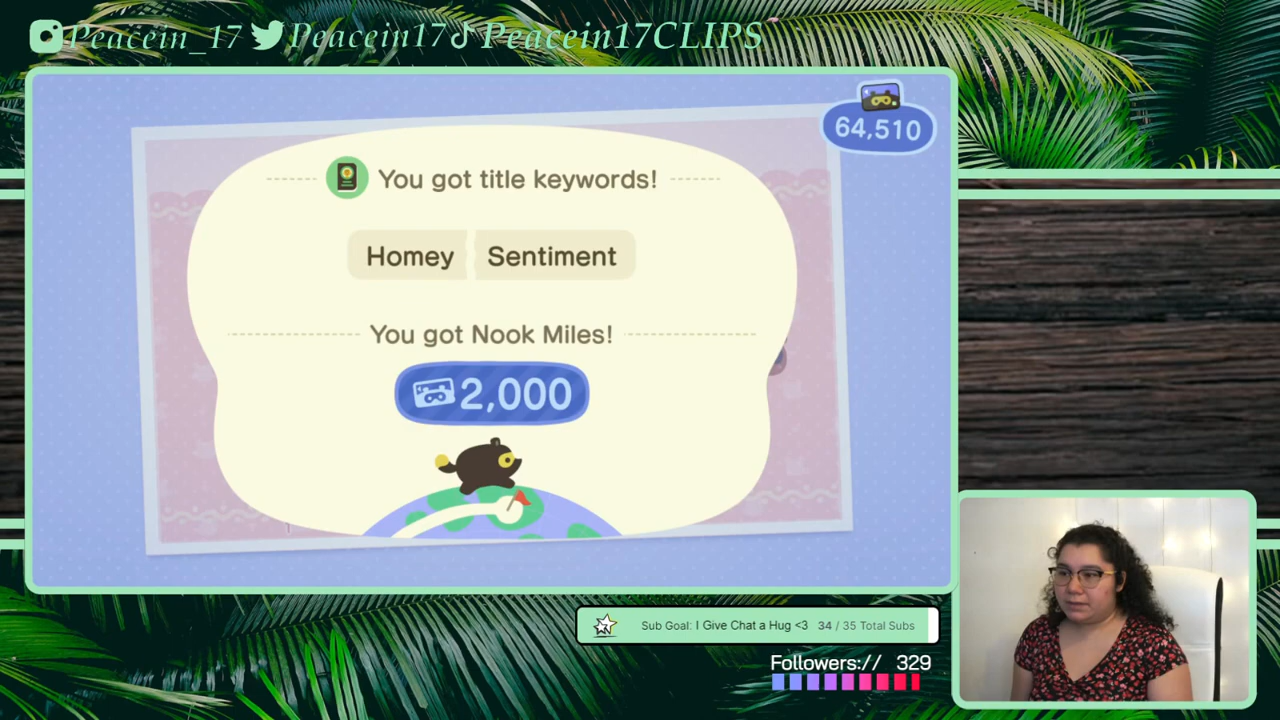 Peacein_17 Peacein17 Peacein17CLIPS
64,510
You got title keywords!
Homey Sentiment
You got Nook Miles!
2,000
Sub Goal: I Give Chat a Hug <3 34 / 35 Total Subs
Followers:// 329